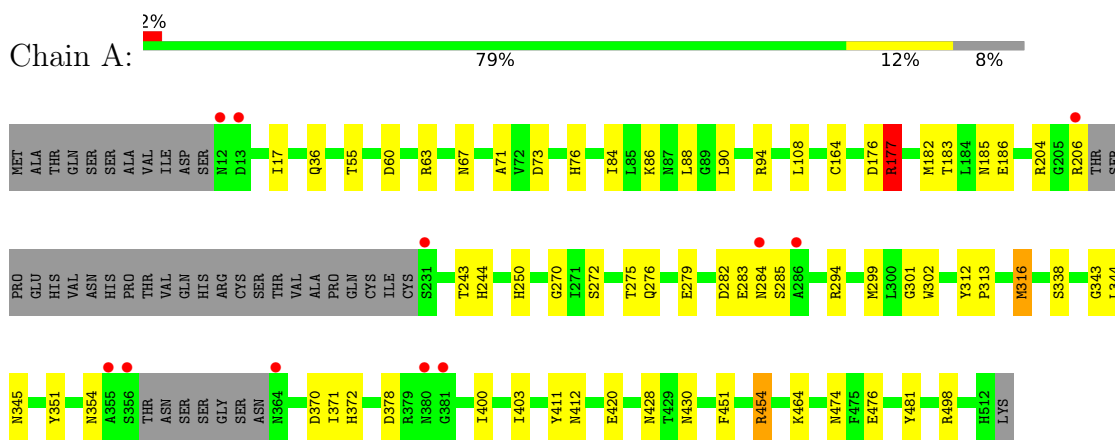 2%
Chain A:
79% 12% 8%
MET ALA THR GLN SER SER ALA VAL ILE ASP SER N12 D13 I17 Q36 T55 D60 R63 N67 A71 V72 D73 H76 I84 L85 K86 N87 L88 G89 L90 R94 L108 C164 D176 R177 M182 T183 L184 N185 E186 R204 G205 R206 THR SER
PRO GLU HIS VAL ASN HIS PRO THR VAL GLN HIS ARG CYS SER THR VAL ALA PRO GLN CYS ILE CYS S231 T243 H244 H250 G270 I271 S272 T275 Q276 E279 D282 E283 N284 S285 A286 R294 M299 L300 G301 W302 Y312 P313 M316 S338 G343 L344
N345 Y351 N354 A355 S356 THR ASN SER SER GLY SER ASN N364 D370 I371 H372 D378 R379 N380 G381 I400 I403 Y411 N412 E420 N428 T429 N430 F451 R454 K464 N474 F475 E476 Y481 R498 H512 LYS